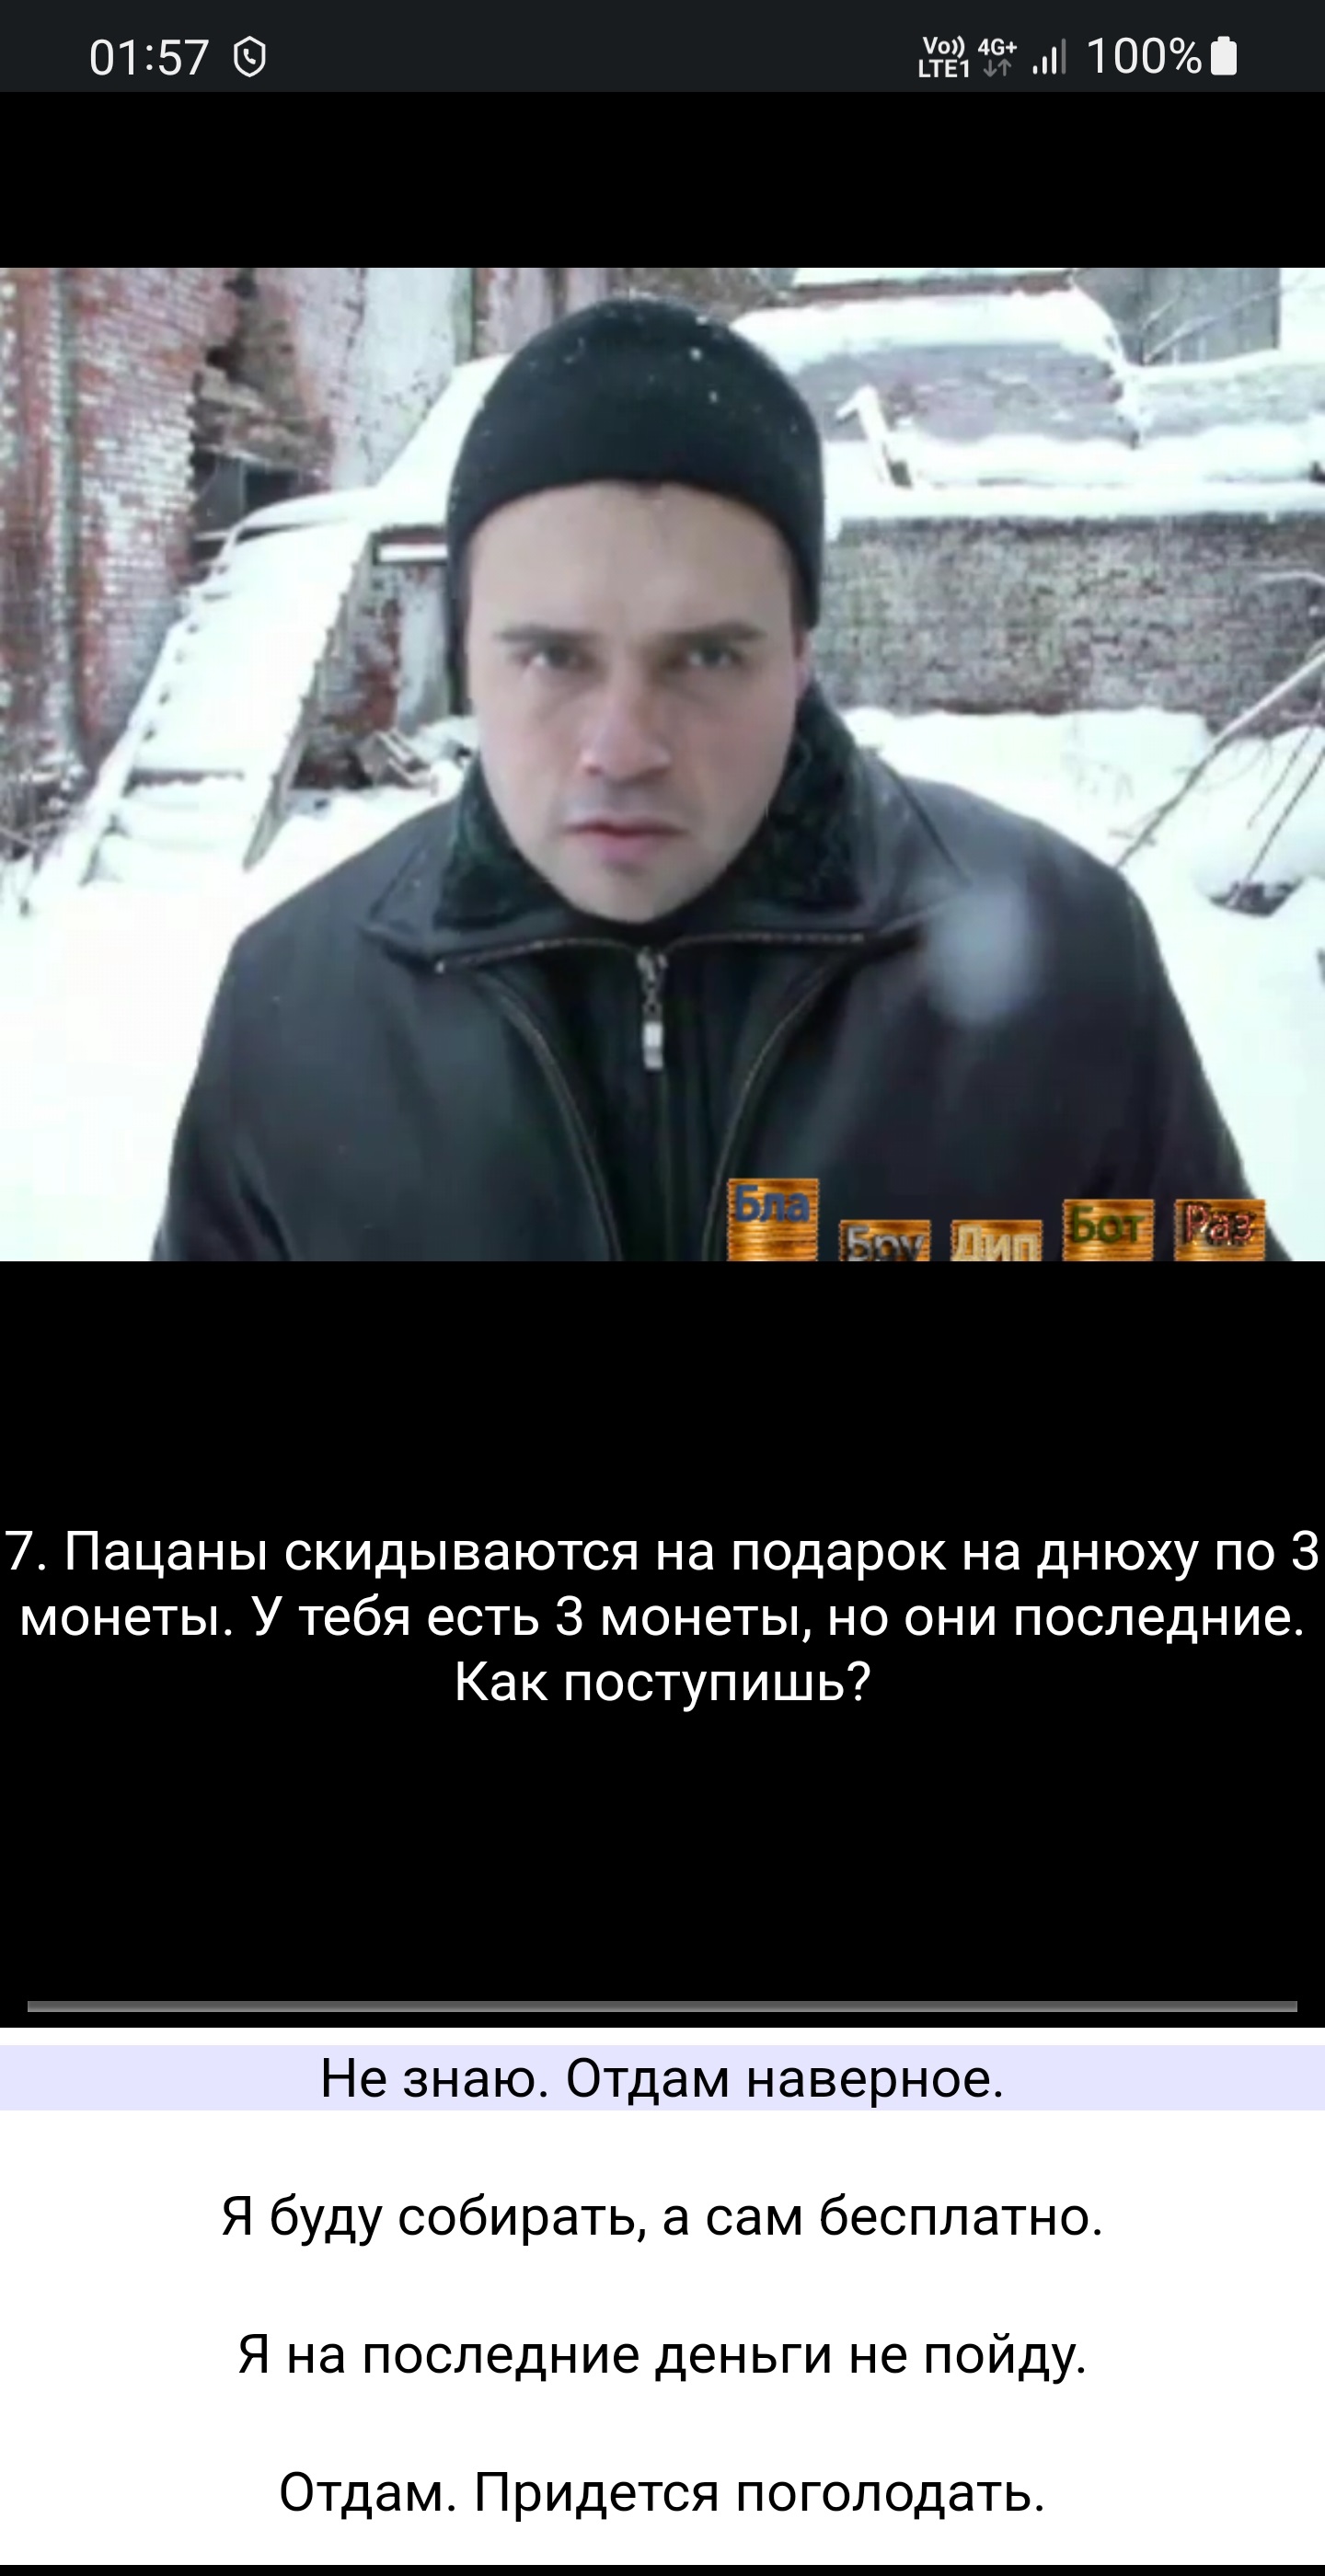 01:57
Vo)) 4G+ 100%
LTE1
Бла
Бру Дип Бот Раз
7. Пацаны скидываются на подарок на днюху по 3
монеты. У тебя есть 3 монеты, но они последние.
Как поступишь?
Не знаю. Отдам наверное.
Я буду собирать, а сам бесплатно.
Я на последние деньги не пойду.
Отдам. Придется поголодать.